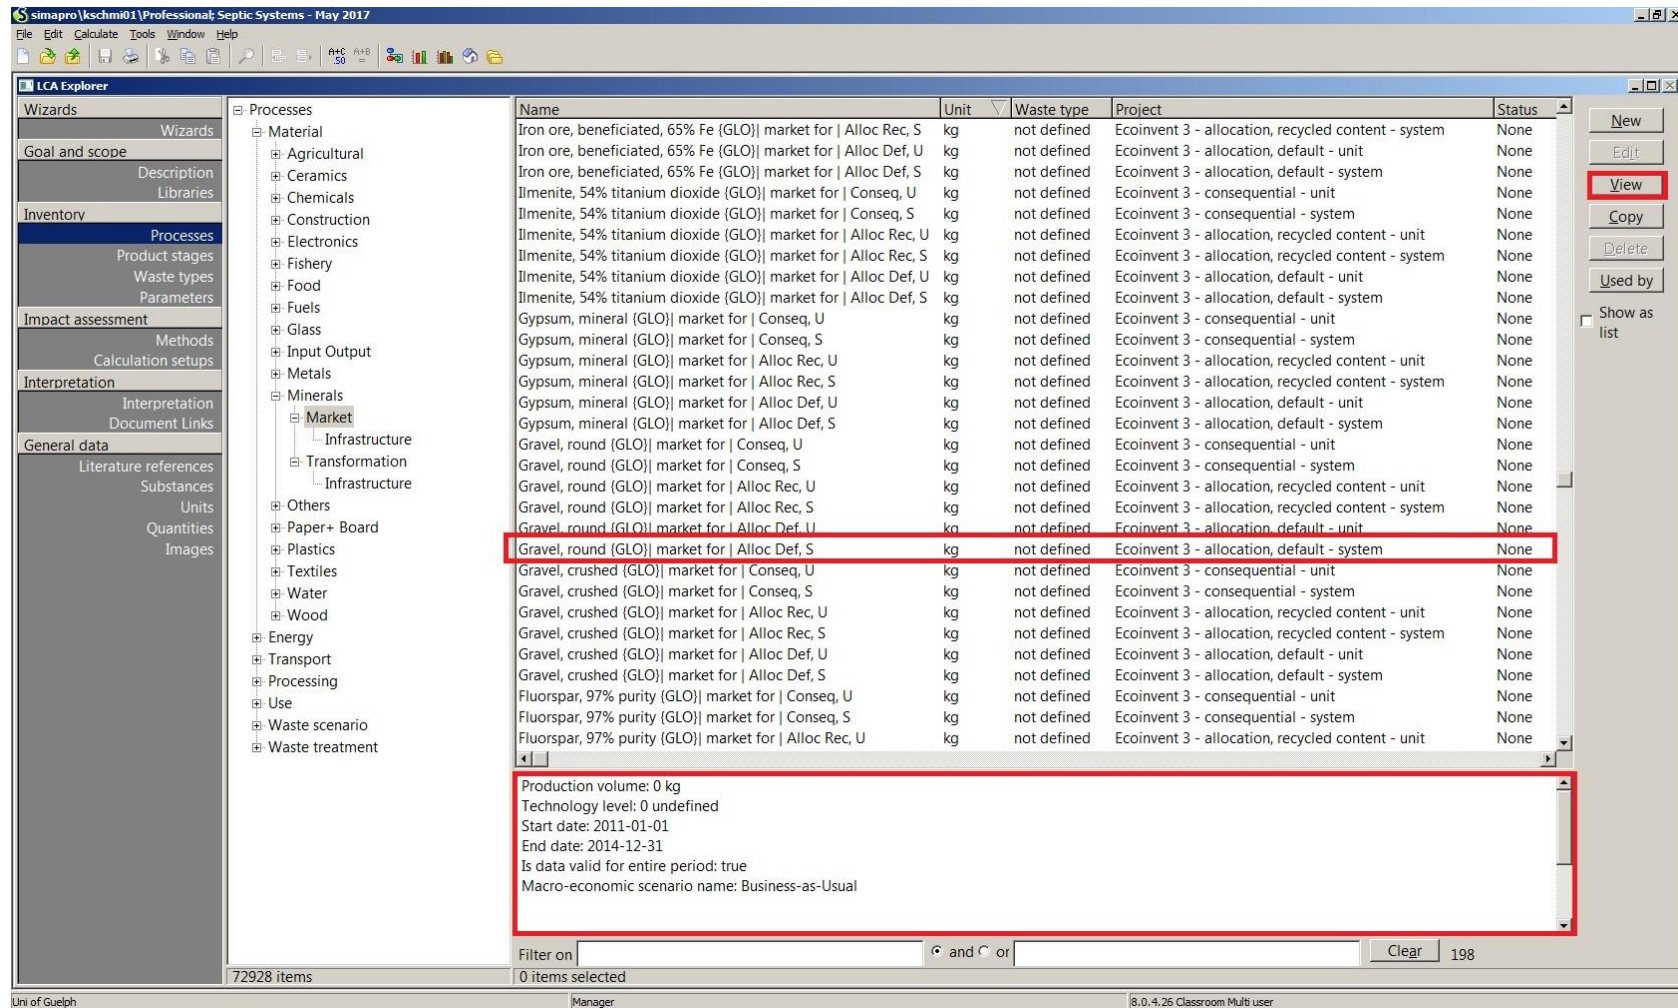 simapro\kschmi01\Professional; Septic Systems - May 2017
File Edit Calculate Tools Window Help
A+C .50 A+B =
LCA Explorer
Wizards
Wizards
Goal and scope
Description
Libraries
Inventory
Processes
Product stages
Waste types
Parameters
Impact assessment
Methods
Calculation setups
Interpretation
Interpretation
Document Links
General data
Literature references
Substances
Units
Quantities
Images
Processes
Material
Agricultural
Ceramics
Chemicals
Construction
Electronics
Fishery
Food
Fuels
Glass
Input Output
Metals
Minerals
Market
Infrastructure
Transformation
Infrastructure
Others
Paper+ Board
Plastics
Textiles
Water
Wood
Energy
Transport
Processing
Use
Waste scenario
Waste treatment
72928 items
Name Unit Waste type Project Status
Iron ore, beneficiated, 65% Fe {GLO}| market for | Alloc Rec, S kg not defined Ecoinvent 3 - allocation, recycled content - system None
Iron ore, beneficiated, 65% Fe {GLO}| market for | Alloc Def, U kg not defined Ecoinvent 3 - allocation, default - unit None
Iron ore, beneficiated, 65% Fe {GLO}| market for | Alloc Def, S kg not defined Ecoinvent 3 - allocation, default - system None
Ilmenite, 54% titanium dioxide {GLO}| market for | Conseq, U kg not defined Ecoinvent 3 - consequential - unit None
Ilmenite, 54% titanium dioxide {GLO}| market for | Conseq, S kg not defined Ecoinvent 3 - consequential - system None
Ilmenite, 54% titanium dioxide {GLO}| market for | Alloc Rec, U kg not defined Ecoinvent 3 - allocation, recycled content - unit None
Ilmenite, 54% titanium dioxide {GLO}| market for | Alloc Rec, S kg not defined Ecoinvent 3 - allocation, recycled content - system None
Ilmenite, 54% titanium dioxide {GLO}| market for | Alloc Def, U kg not defined Ecoinvent 3 - allocation, default - unit None
Ilmenite, 54% titanium dioxide {GLO}| market for | Alloc Def, S kg not defined Ecoinvent 3 - allocation, default - system None
Gypsum, mineral {GLO}| market for | Conseq, U kg not defined Ecoinvent 3 - consequential - unit None
Gypsum, mineral {GLO}| market for | Conseq, S kg not defined Ecoinvent 3 - consequential - system None
Gypsum, mineral {GLO}| market for | Alloc Rec, U kg not defined Ecoinvent 3 - allocation, recycled content - unit None
Gypsum, mineral {GLO}| market for | Alloc Rec, S kg not defined Ecoinvent 3 - allocation, recycled content - system None
Gypsum, mineral {GLO}| market for | Alloc Def, U kg not defined Ecoinvent 3 - allocation, default - unit None
Gypsum, mineral {GLO}| market for | Alloc Def, S kg not defined Ecoinvent 3 - allocation, default - system None
Gravel, round {GLO}| market for | Conseq, U kg not defined Ecoinvent 3 - consequential - unit None
Gravel, round {GLO}| market for | Conseq, S kg not defined Ecoinvent 3 - consequential - system None
Gravel, round {GLO}| market for | Alloc Rec, U kg not defined Ecoinvent 3 - allocation, recycled content - unit None
Gravel, round {GLO}| market for | Alloc Rec, S kg not defined Ecoinvent 3 - allocation, recycled content - system None
Gravel, round {GLO}| market for | Alloc Def, U kg not defined Ecoinvent 3 - allocation, default - unit None
Gravel, round {GLO}| market for | Alloc Def, S kg not defined Ecoinvent 3 - allocation, default - system None
Gravel, crushed {GLO}| market for | Conseq, U kg not defined Ecoinvent 3 - consequential - unit None
Gravel, crushed {GLO}| market for | Conseq, S kg not defined Ecoinvent 3 - consequential - system None
Gravel, crushed {GLO}| market for | Alloc Rec, U kg not defined Ecoinvent 3 - allocation, recycled content - unit None
Gravel, crushed {GLO}| market for | Alloc Rec, S kg not defined Ecoinvent 3 - allocation, recycled content - system None
Gravel, crushed {GLO}| market for | Alloc Def, U kg not defined Ecoinvent 3 - allocation, default - unit None
Gravel, crushed {GLO}| market for | Alloc Def, S kg not defined Ecoinvent 3 - allocation, default - system None
Fluorspar, 97% purity {GLO}| market for | Conseq, U kg not defined Ecoinvent 3 - consequential - unit None
Fluorspar, 97% purity {GLO}| market for | Conseq, S kg not defined Ecoinvent 3 - consequential - system None
Fluorspar, 97% purity {GLO}| market for | Alloc Rec, U kg not defined Ecoinvent 3 - allocation, recycled content - unit None
Production volume: 0 kg
Technology level: 0 undefined
Start date: 2011-01-01
End date: 2014-12-31
Is data valid for entire period: true
Macro-economic scenario name: Business-as-Usual
Filter on and or Clear 198
0 items selected
New
Edit
View
Copy
Delete
Used by
Show as
list
Uni of Guelph Manager 8.0.4.26 Classroom Multi user